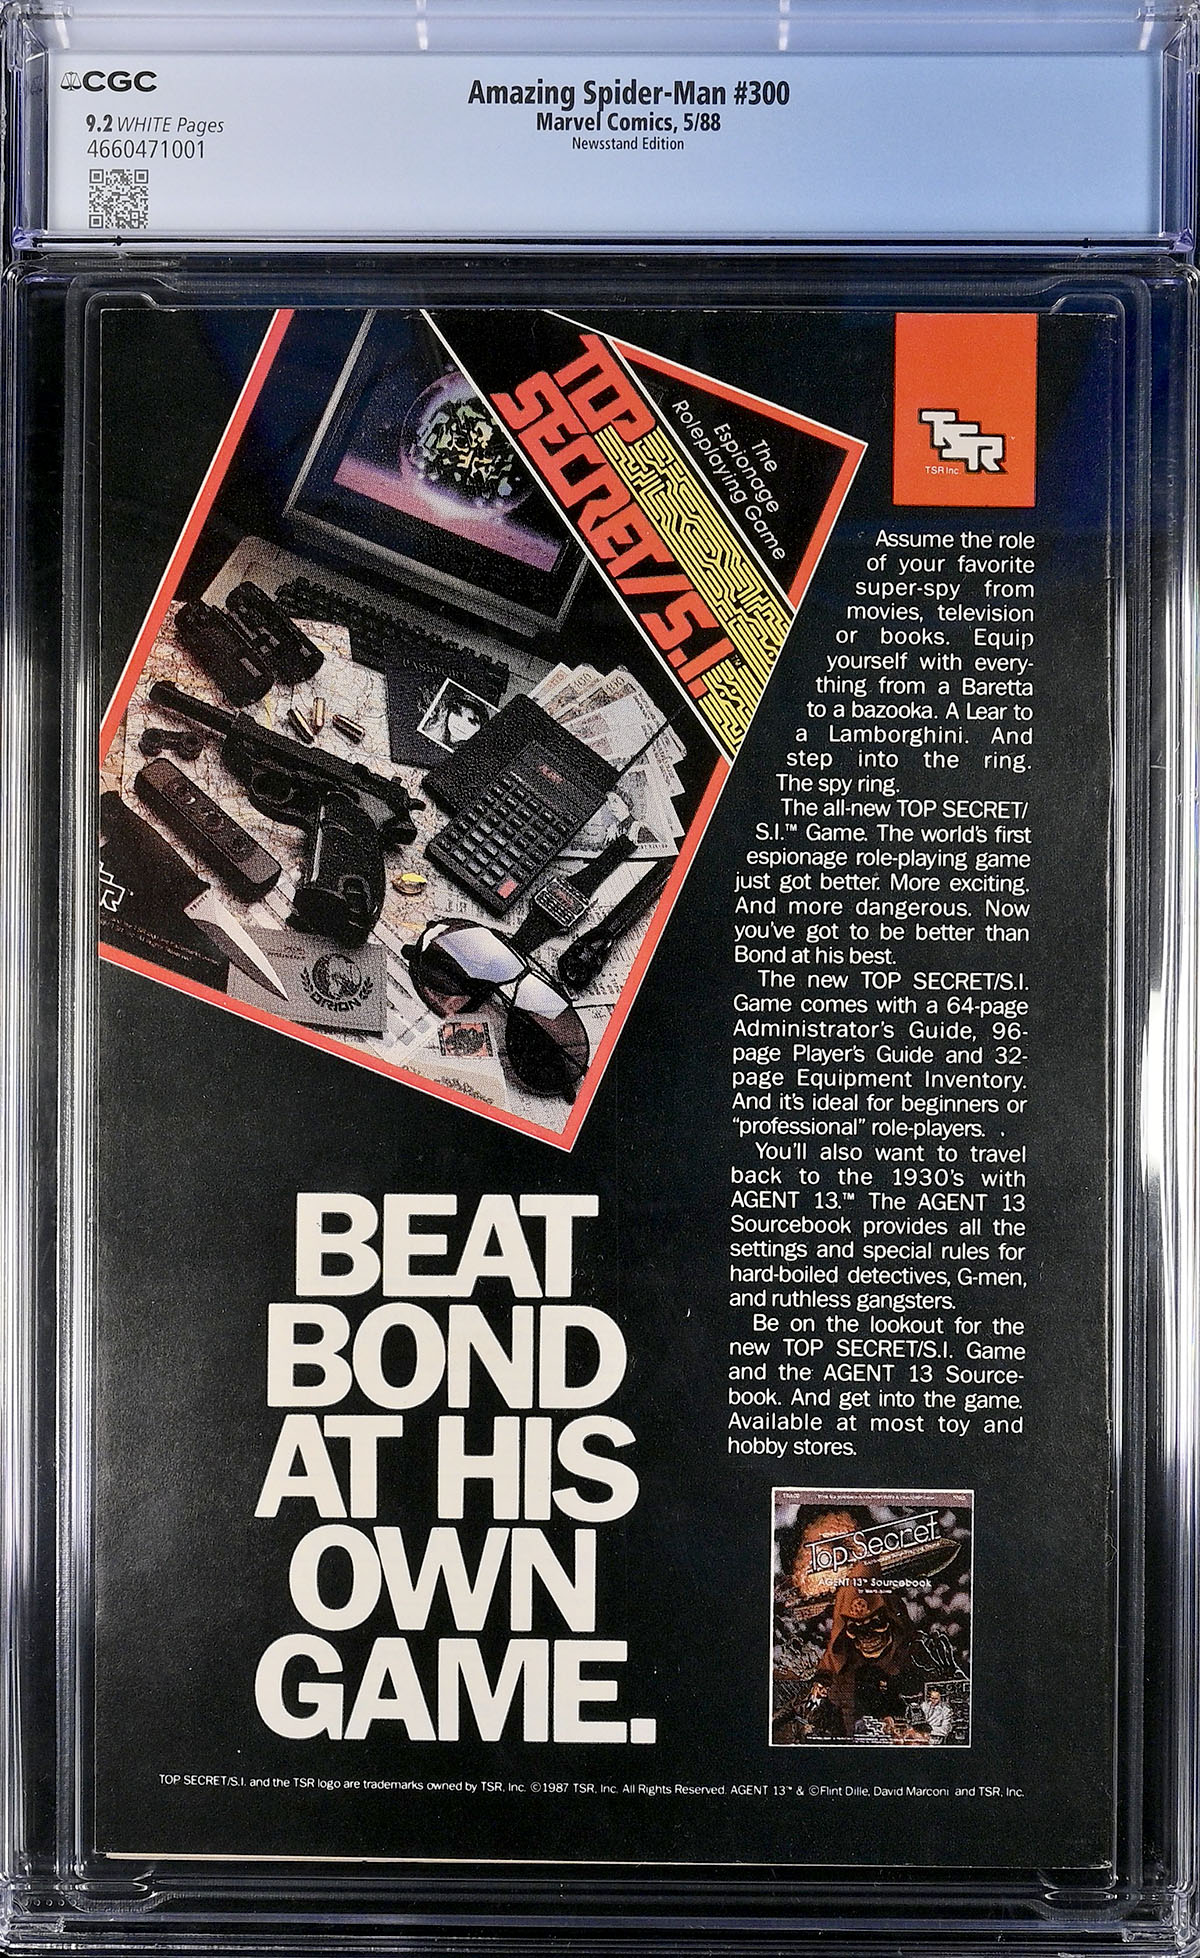 CGC
Amazing Spider-Man #300
Marvel Comics, 5/88
Newsstand Edition
9.2 WHITE Pages
4660471001
TOP
SECRET/S.I.™
The
Espionage
Roleplaying Game
TSR
TSR Inc.
ORION
Assume the role
of your favorite
super-spy from
movies, television
or books. Equip
yourself with every-
thing from a Baretta
to a bazooka. A Lear to
a Lamborghini. And
step into the ring.
The spy ring.
The all-new TOP SECRET/
S.I.™ Game. The world's first
espionage role-playing game
just got better. More exciting.
And more dangerous. Now
you've got to be better than
Bond at his best.
The new TOP SECRET/S.I.
Game comes with a 64-page
Administrator's Guide, 96-
page Player's Guide and 32-
page Equipment Inventory.
And it's ideal for beginners or
"professional" role-players.
You'll also want to travel
back to the 1930's with
AGENT 13.™ The AGENT 13
Sourcebook provides all the
settings and special rules for
hard-boiled detectives, G-men,
and ruthless gangsters.
Be on the lookout for the
new TOP SECRET/S.I. Game
and the AGENT 13 Source-
book. And get into the game.
Available at most toy and
hobby stores.
BEAT
BOND
AT HIS
OWN
GAME.
Top Secret
AGENT 13™ Sourcebook
TOP SECRET/S.I. and the TSR logo are trademarks owned by TSR, Inc. ©1987 TSR, Inc. All Rights Reserved. AGENT 13™ & ©Flint Dille, David Marconi and TSR, Inc.